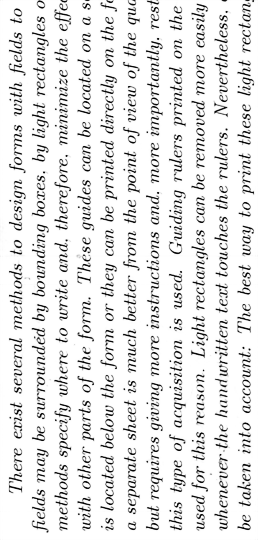 There exist several methods to design forms with fields to
fields may be surrounded by bounding boxes, by light rectangles o
methods specify where to write and, therefore, minimize the effec
with other parts of the form. These guides can be located on a s
is located below the form or they can be printed directly on the fo
a separate sheet is much better from the point of view of the qua
but requires giving more instructions and, more importantly, rest
this type of acquisition is used. Guiding rulers printed on the
used for this reason. Light rectangles can be removed more easily
whenever the handwritten text touches the rulers. Nevertheless,
be taken into account: The best way to print these light rectang